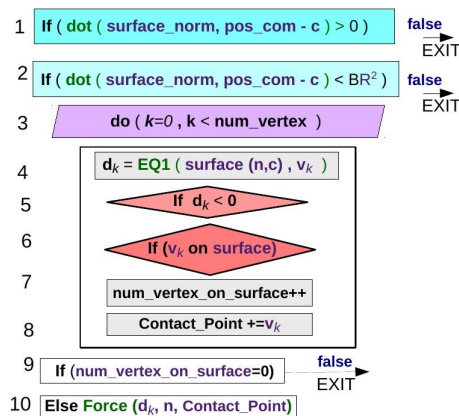 1 If ( dot ( surface_norm, pos_com - c ) > 0 ) false
EXIT
2 If ( dot ( surface_norm, pos_com - c ) < BR² ) false
EXIT
3 do ( k=0 , k < num_vertex )
4 dₖ = EQ1 ( surface (n,c) , vₖ )
5 If dₖ < 0
6 If (vₖ on surface)
7 num_vertex_on_surface++
8 Contact_Point +=vₖ
9 If (num_vertex_on_surface=0) false
EXIT
10 Else Force (dₖ, n, Contact_Point)